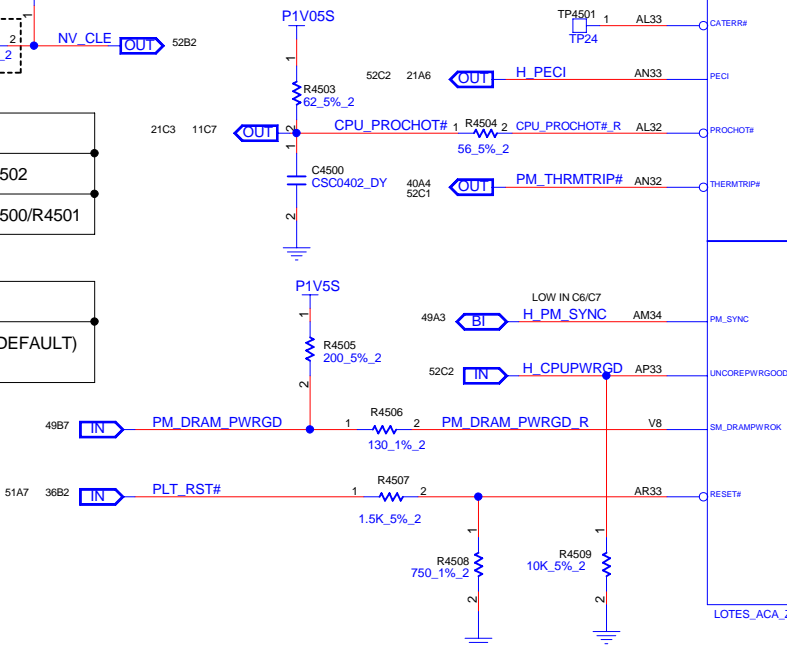 P1V05S
TP4501
1
AL33
CATERR#
TP24
2
NV_CLE
OUT
52B2
_2
1
1
R4503
62_5%_2
52C2 21A6
OUT
H_PECI
AN33
PECI
21C3 11C7
OUT
2
CPU_PROCHOT#
1
R4504
2
CPU_PROCHOT#_R
AL32
PROCHOT#
56_5%_2
1
C4500
CSC0402_DY
2
502
500/R4501
40A4
52C1
OUT
PM_THRMTRIP#
AN32
THERMTRIP#
P1V5S
LOW IN C6/C7
49A3
BI
H_PM_SYNC
AM34
PM_SYNC
1
R4505
200_5%_2
2
DEFAULT)
52C2
IN
H_CPUPWRGD
AP33
UNCOREPWRGOOD
49B7
IN
PM_DRAM_PWRGD
1
R4506
2
PM_DRAM_PWRGD_R
V8
SM_DRAMPWROK
130_1%_2
51A7 36B2
IN
PLT_RST#
1
R4507
2
AR33
RESET#
1.5K_5%_2
1
R4508
750_1%_2
2
1
R4509
10K_5%_2
2
LOTES_ACA_Z